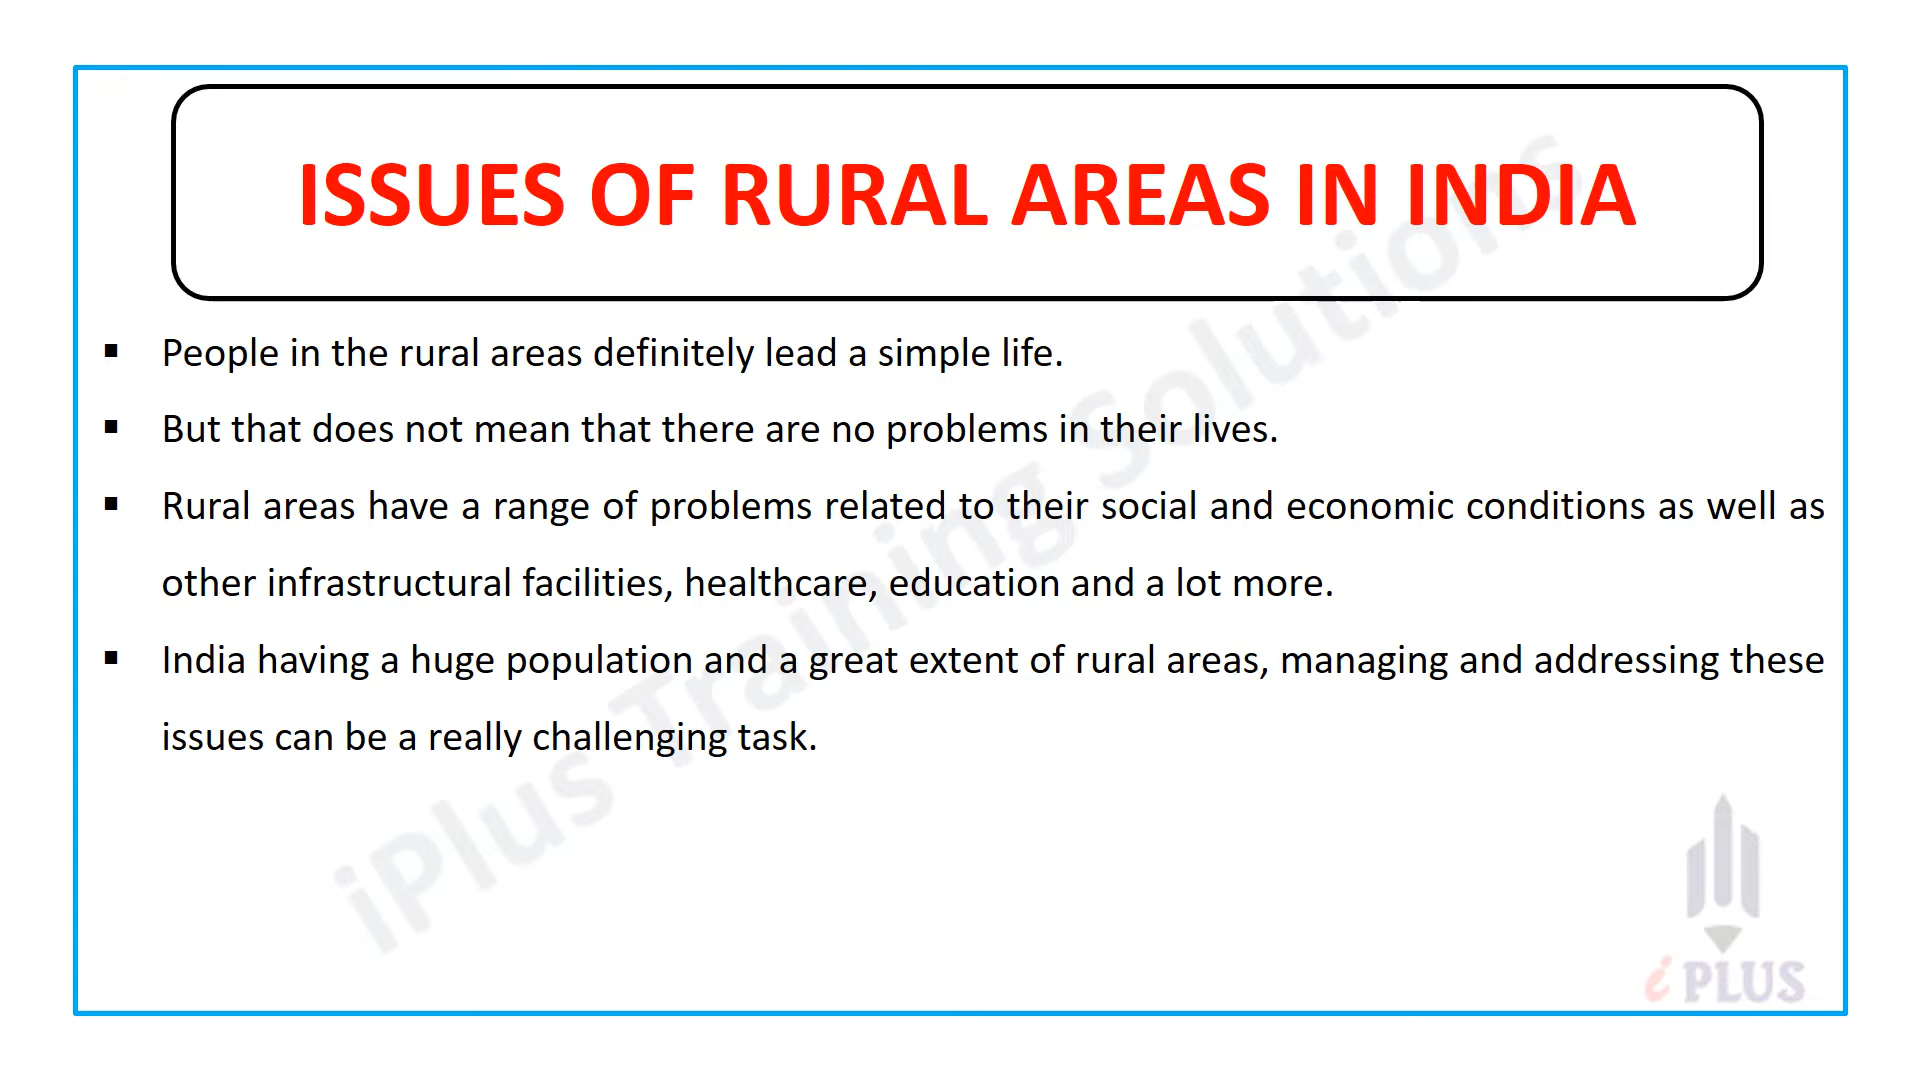 ISSUES OF RURAL AREAS IN INDIA
▪ People in the rural areas definitely lead a simple life.
▪ But that does not mean that there are no problems in their lives.
▪ Rural areas have a range of problems related to their social and economic conditions as well as
other infrastructural facilities, healthcare, education and a lot more.
▪ India having a huge population and a great extent of rural areas, managing and addressing these
issues can be a really challenging task.
iPlus Training Solutions
i PLUS